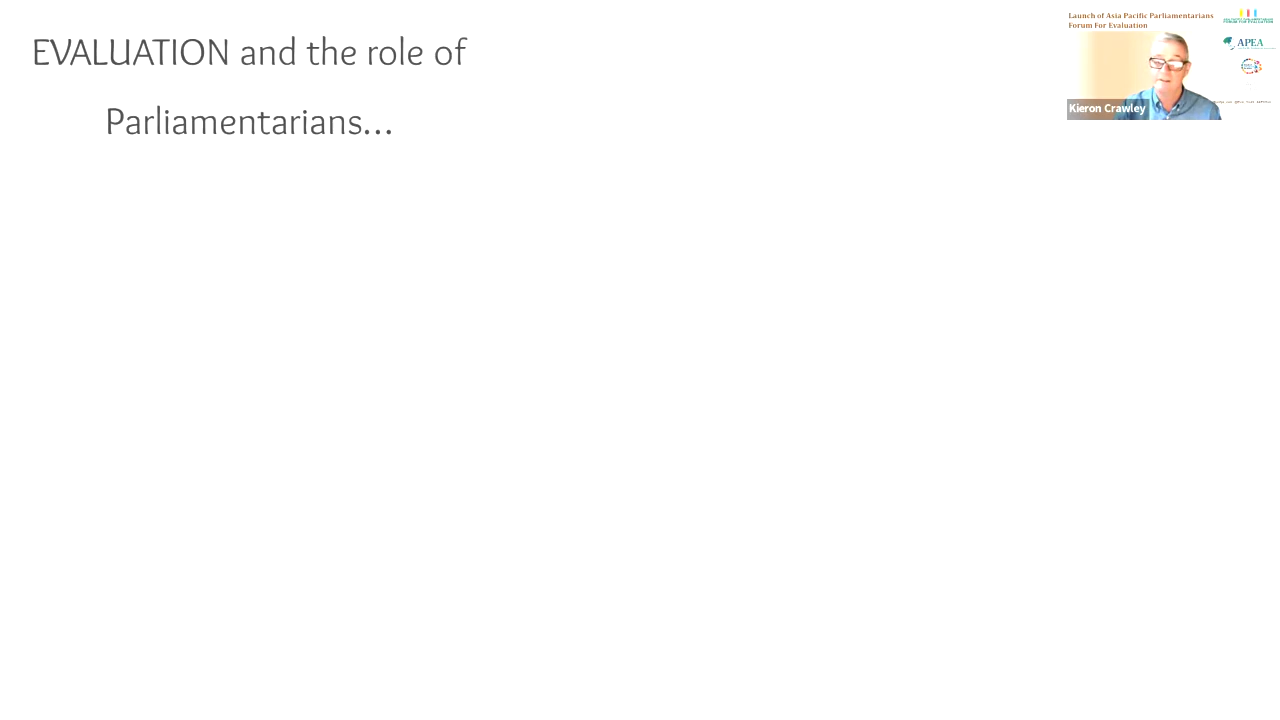 EVALUATION and the role of
Parliamentarians...
Launch of Asia Pacific Parliamentarians
Forum For Evaluation
APEA
Kieron Crawley